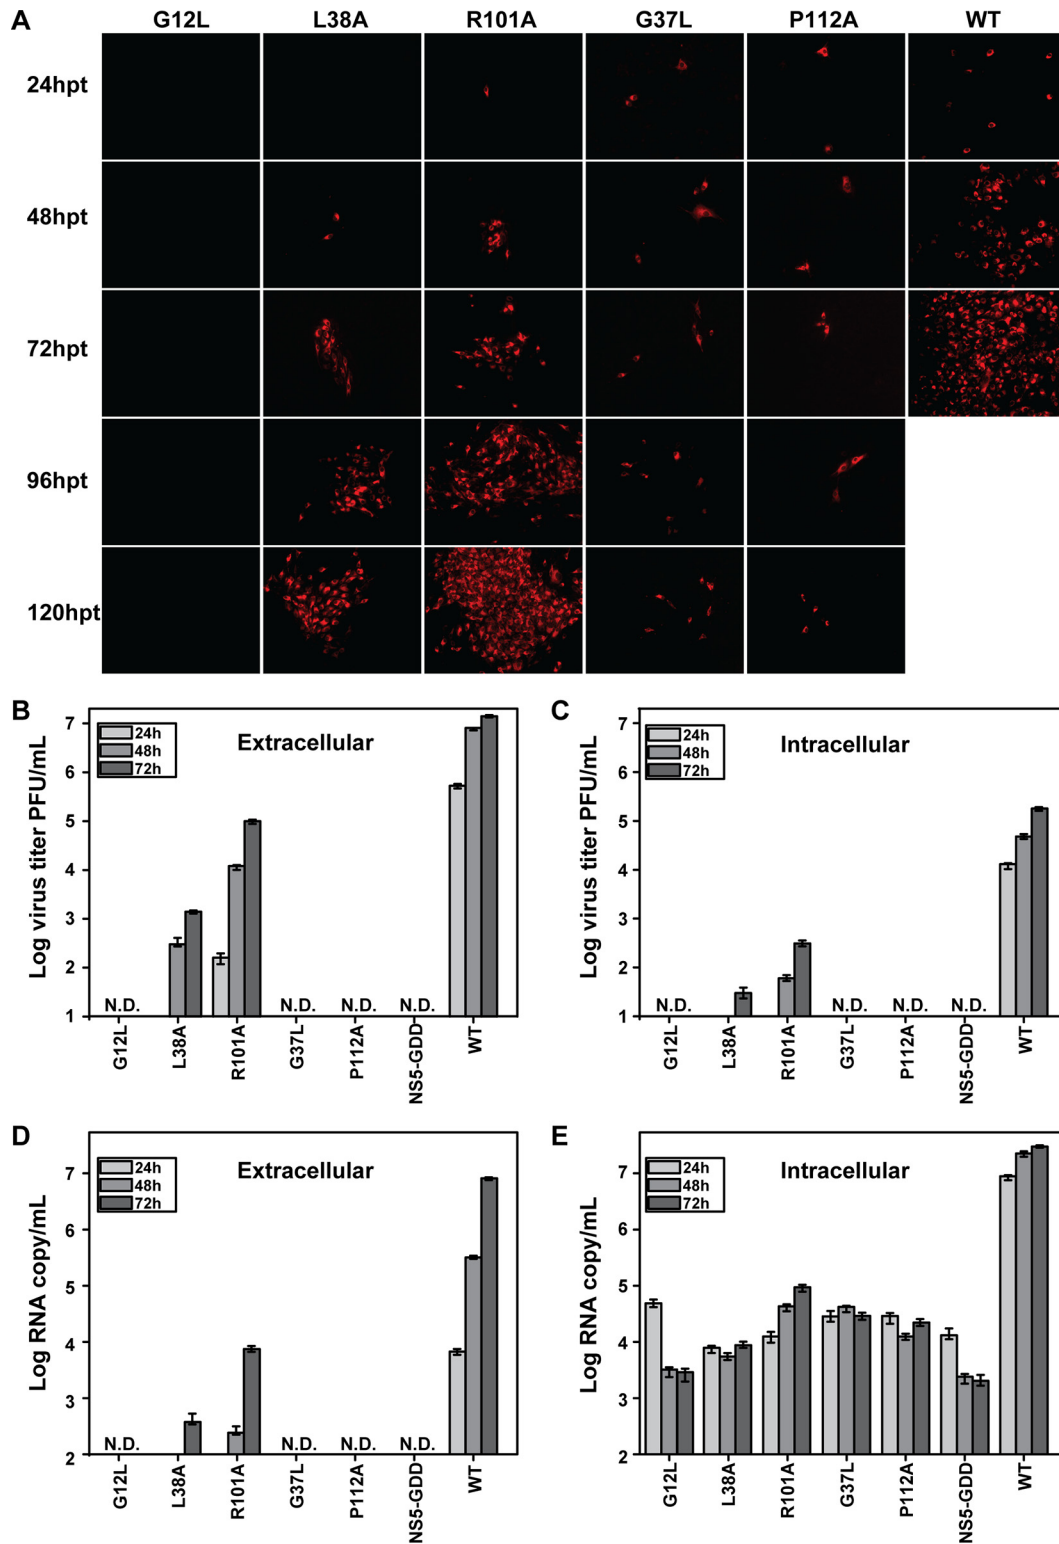 A
G12L L38A R101A G37L P112A WT
24hpt
48hpt
72hpt
96hpt
120hpt
B
Extracellular
24h
48h
72h
Log virus titer PFU/mL
7
6
5
4
3
2
1
N.D. N.D. N.D. N.D.
G12L L38A R101A G37L P112A NS5-GDD WT
C
Intracellular
24h
48h
72h
Log virus titer PFU/mL
7
6
5
4
3
2
1
N.D. N.D. N.D. N.D.
G12L L38A R101A G37L P112A NS5-GDD WT
D
Extracellular
24h
48h
72h
Log RNA copy/mL
7
6
5
4
3
2
N.D. N.D. N.D. N.D.
G12L L38A R101A G37L P112A NS5-GDD WT
E
Intracellular
24h
48h
72h
Log RNA copy/mL
7
6
5
4
3
2
G12L L38A R101A G37L P112A NS5-GDD WT